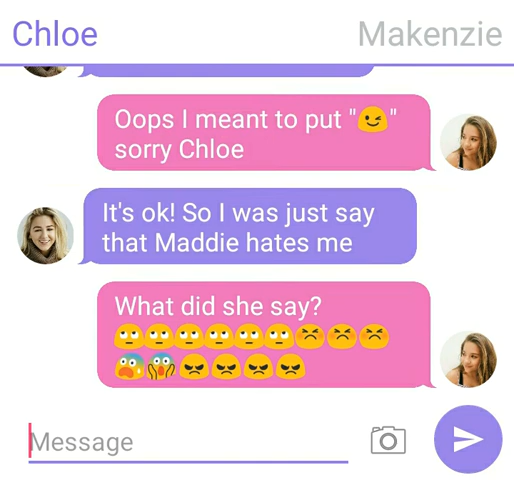 Chloe
Makenzie
Oops I meant to put "😉"
sorry Chloe
It's ok! So I was just say
that Maddie hates me
What did she say?
🙄🙄🙄🙄🙄🙄😣😣😣
😨😱😠😠😠😠
Message